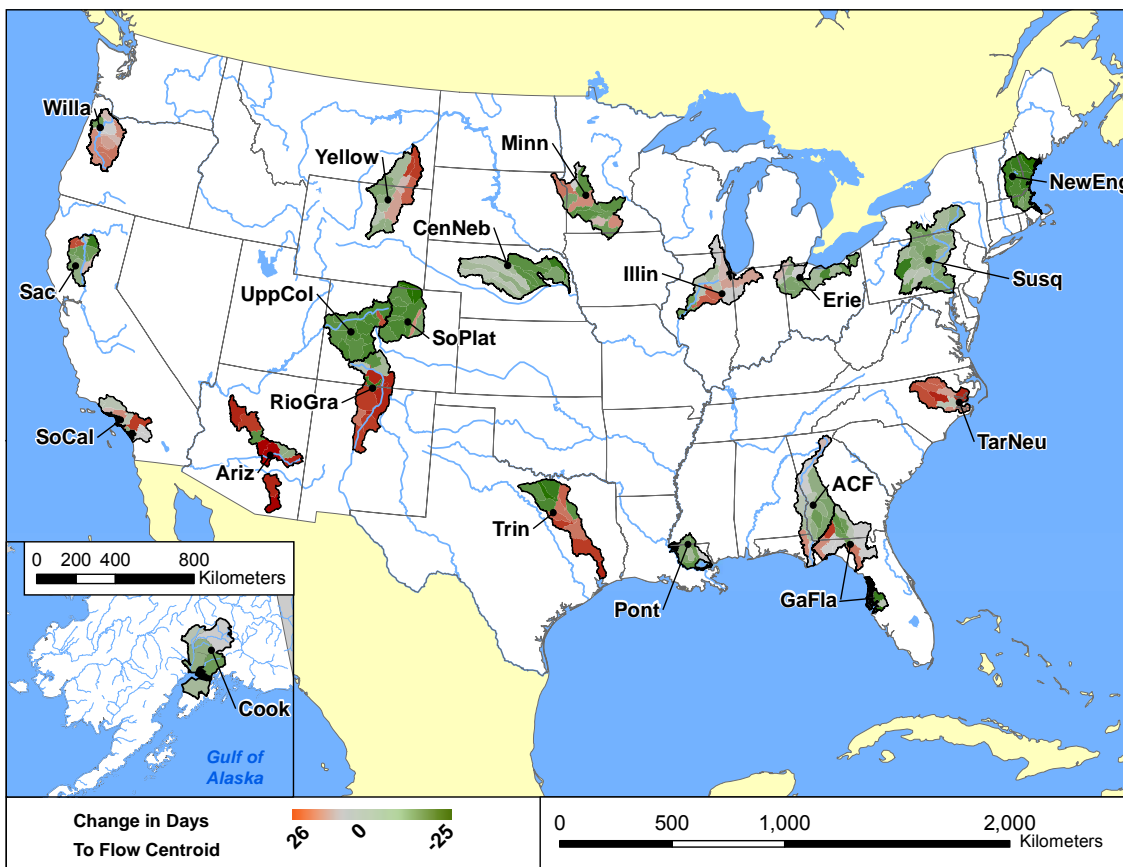 Willa
Yellow
Minn
NewEng
CenNeb
Sac
UppCol
Illin
Erie
Susq
SoPlat
RioGra
SoCal
TarNeu
Ariz
ACF
Trin
Pont
GaFla
0 200 400 800
Kilometers
Cook
Gulf of
Alaska
Change in Days
To Flow Centroid
26 0 -25
0 500 1,000 2,000
Kilometers